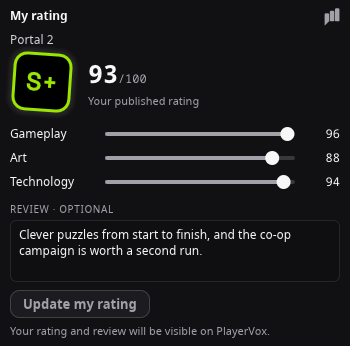 My rating
Portal 2
S+
93/100
Your published rating
Gameplay 96
Art 88
Technology 94
REVIEW · OPTIONAL
Clever puzzles from start to finish, and the co-op
campaign is worth a second run.
Update my rating
Your rating and review will be visible on PlayerVox.